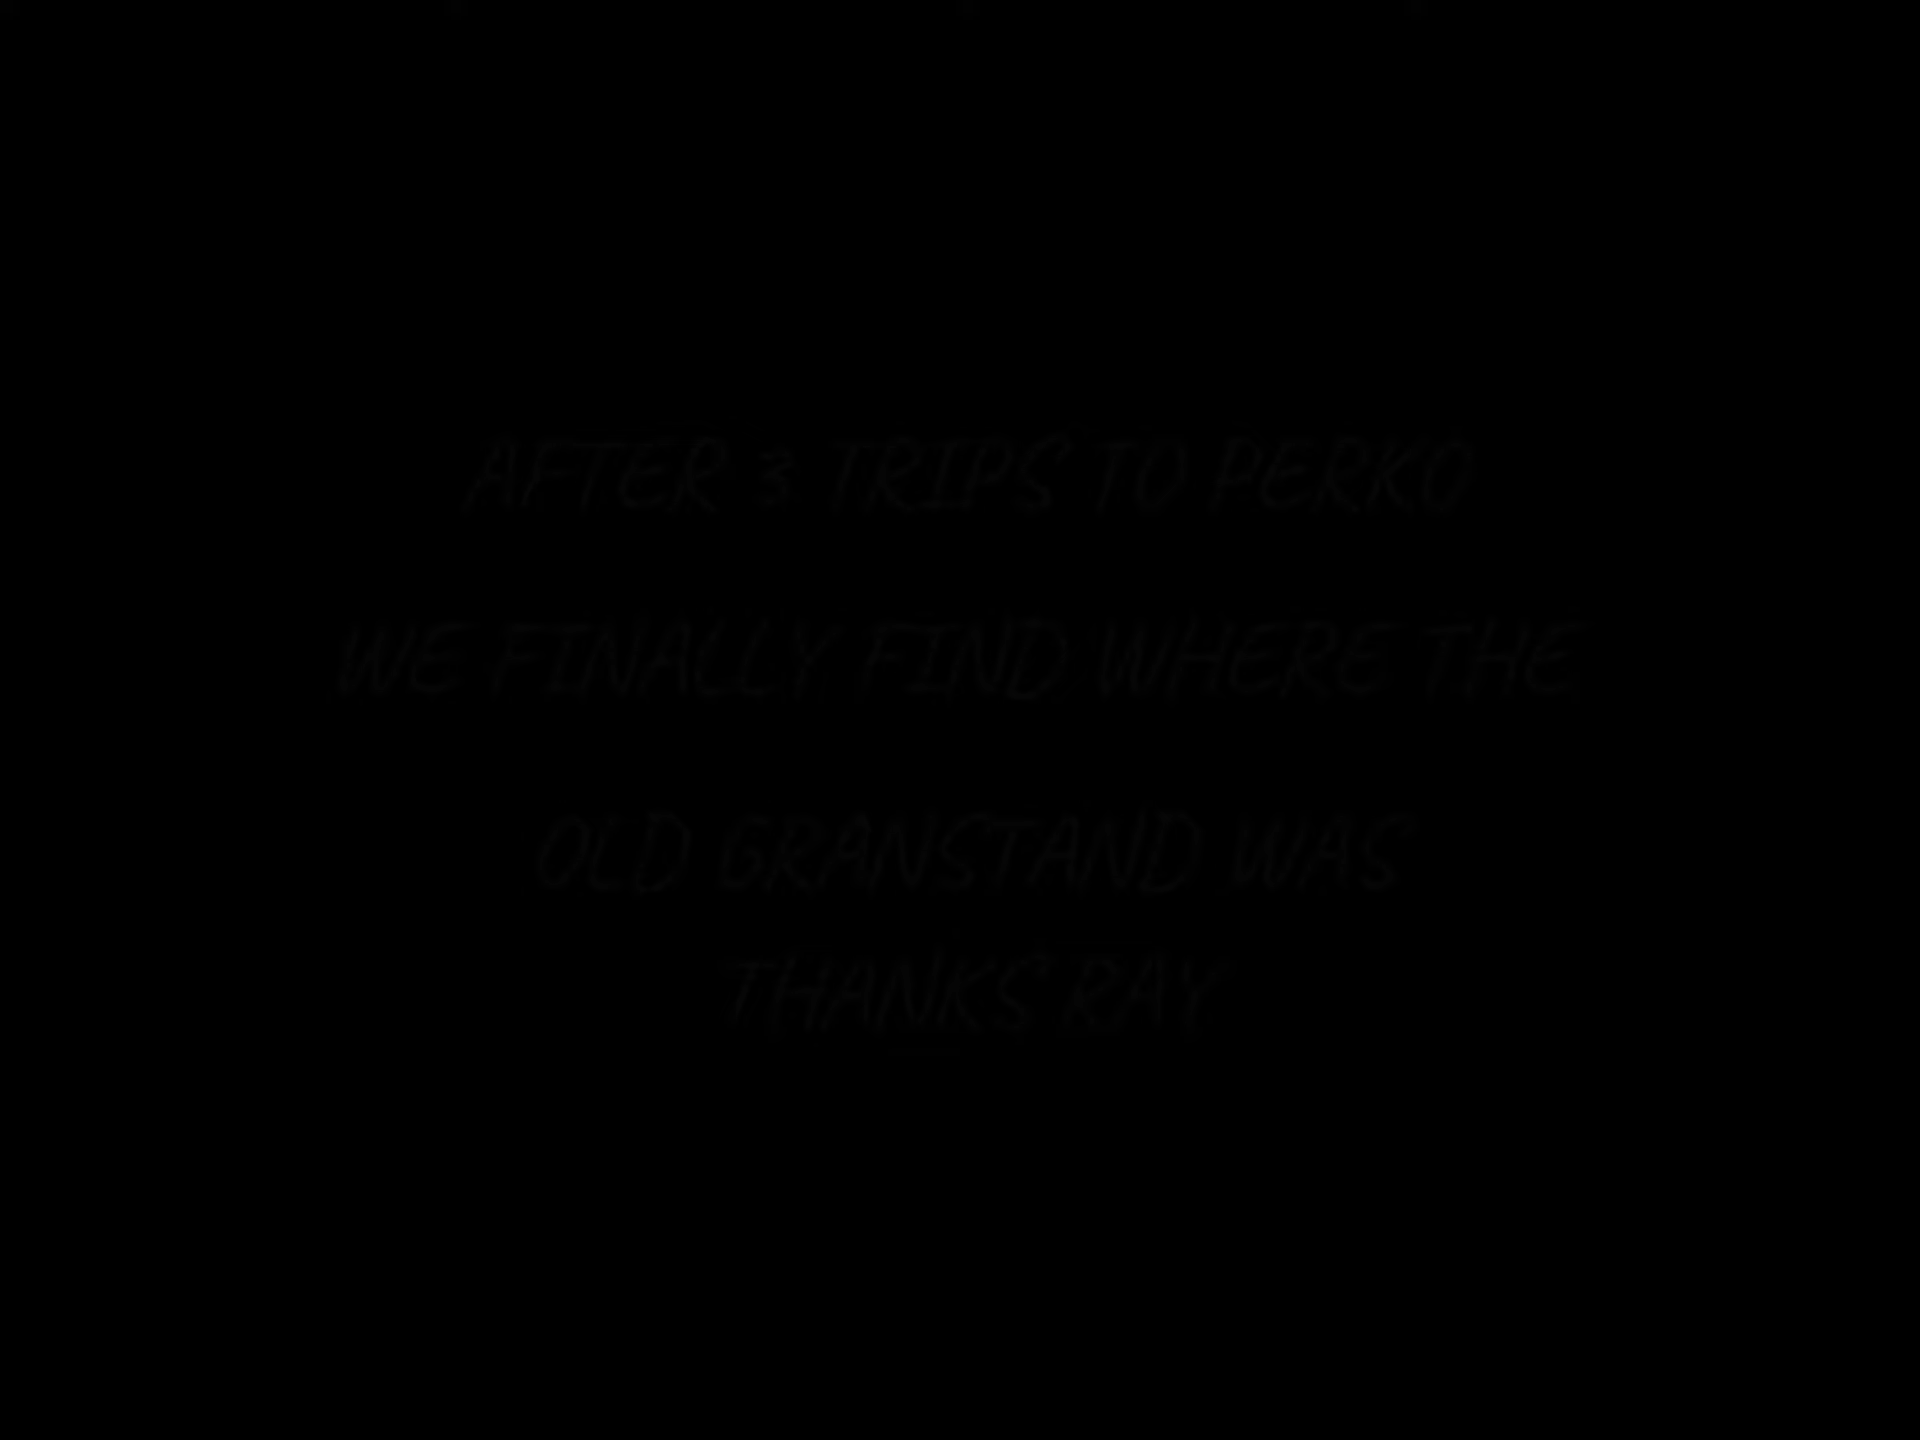 AFTER 3 TRIPS TO PERKO
WE FINALLY FIND WHERE THE
OLD GRANSTAND WAS
THANKS RAY